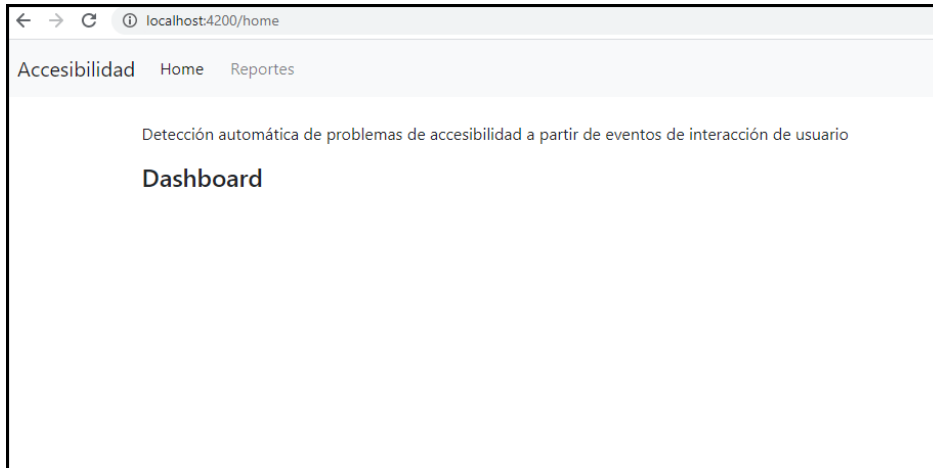 localhost:4200/home
Accesibilidad Home Reportes
Detección automática de problemas de accesibilidad a partir de eventos de interacción de usuario
Dashboard